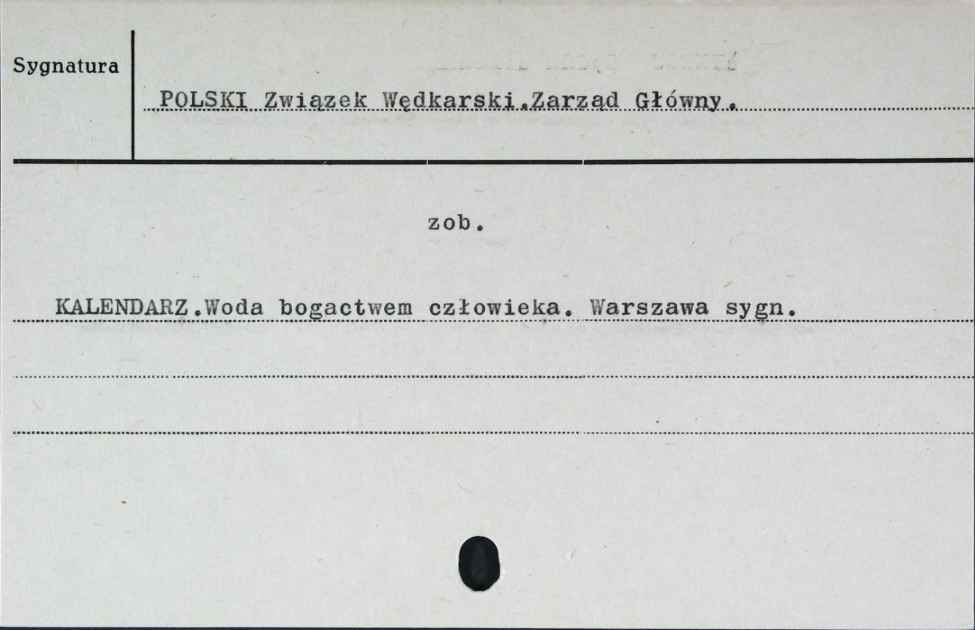 Sygnatura
POLSKI Związek Wędkarski.Zarząd Główny.
zob.
KALENDARZ.Woda bogactwem człowieka. Warszawa sygn.